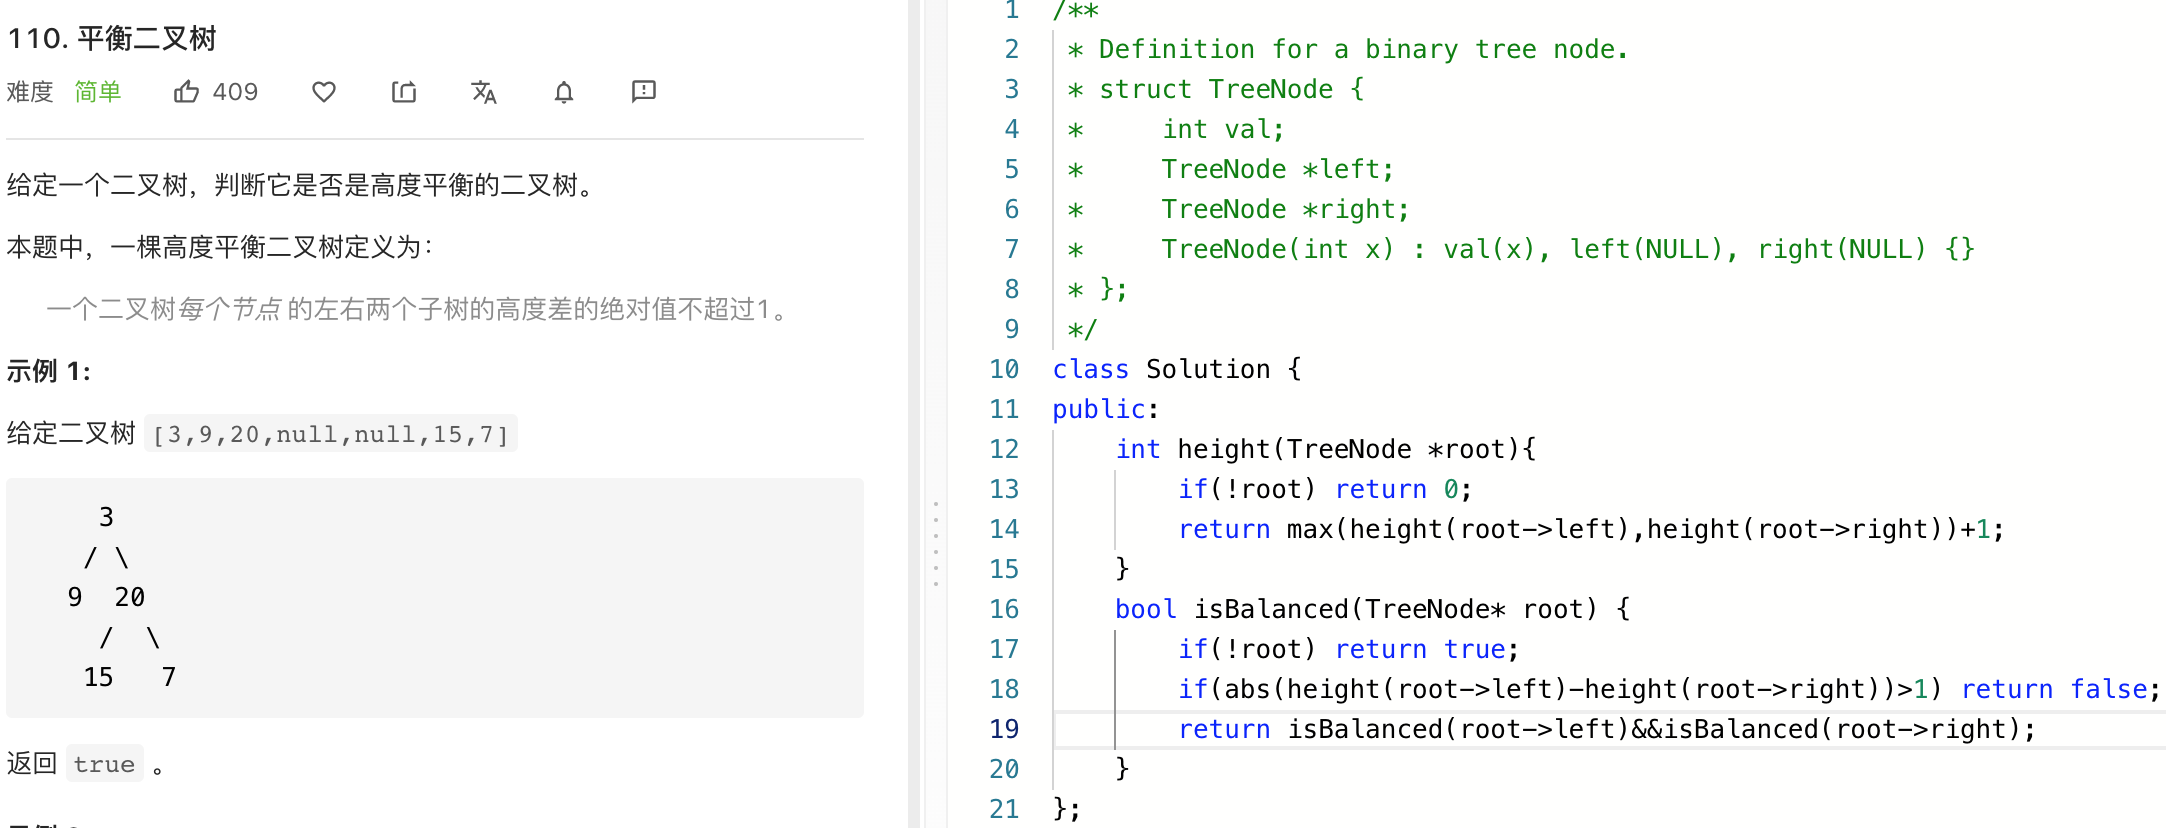 110. 平衡二叉树
难度 简单 409
给定一个二叉树，判断它是否是高度平衡的二叉树。
本题中，一棵高度平衡二叉树定义为：
一个二叉树每个节点 的左右两个子树的高度差的绝对值不超过1。
示例 1:
给定二叉树 [3,9,20,null,null,15,7]
    3
   / \
  9  20
    /  \
   15   7
返回 true 。
1 /**
2 * Definition for a binary tree node.
3 * struct TreeNode {
4 *     int val;
5 *     TreeNode *left;
6 *     TreeNode *right;
7 *     TreeNode(int x) : val(x), left(NULL), right(NULL) {}
8 * };
9 */
10 class Solution {
11 public:
12     int height(TreeNode *root){
13         if(!root) return 0;
14         return max(height(root->left),height(root->right))+1;
15     }
16     bool isBalanced(TreeNode* root) {
17         if(!root) return true;
18         if(abs(height(root->left)-height(root->right))>1) return false;
19         return isBalanced(root->left)&&isBalanced(root->right);
20     }
21 };